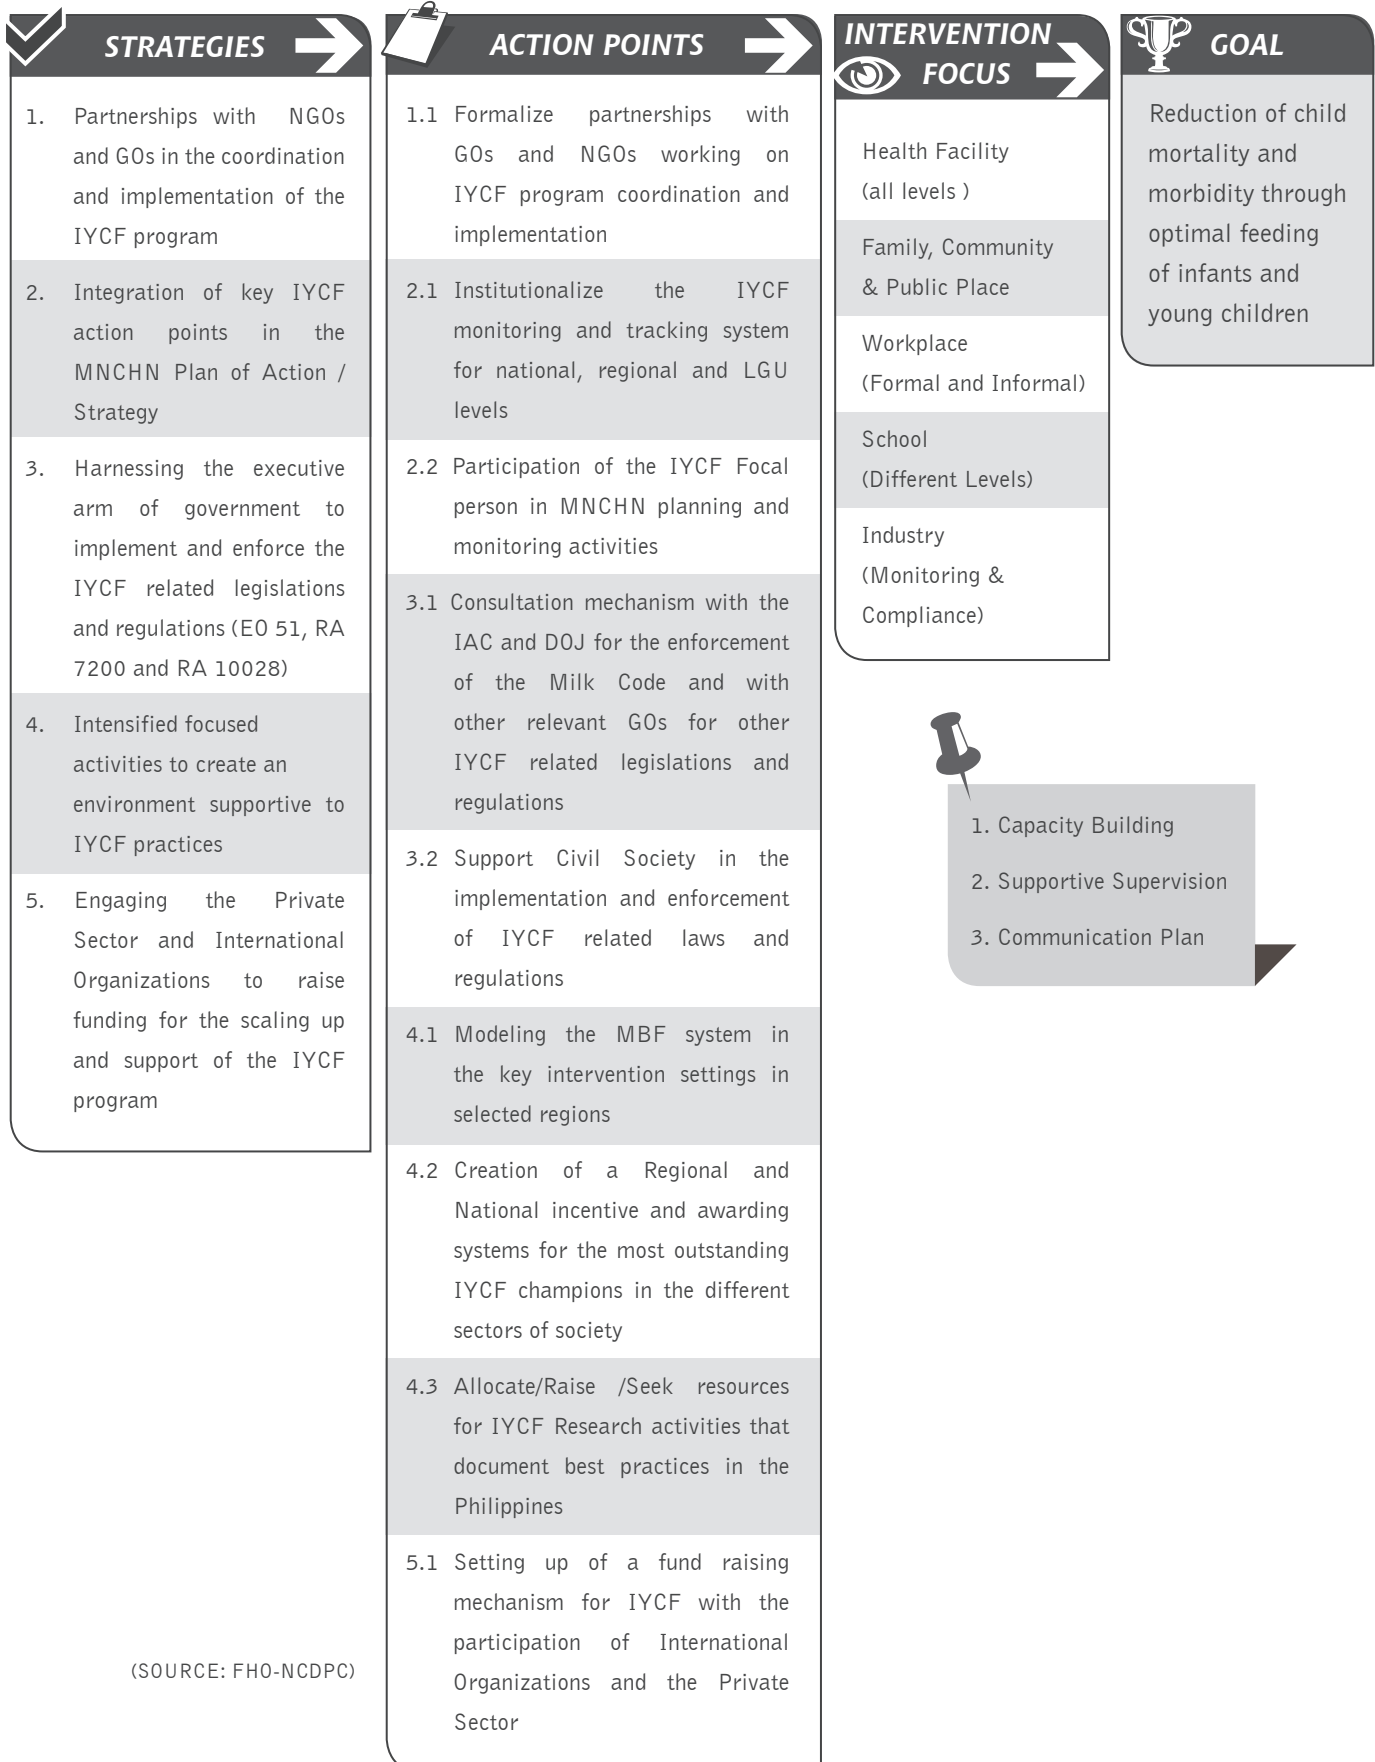 STRATEGIES
1. Partnerships with NGOs
and GOs in the coordination
and implementation of the
IYCF program
2. Integration of key IYCF
action points in the
MNCHN Plan of Action /
Strategy
3. Harnessing the executive
arm of government to
implement and enforce the
IYCF related legislations
and regulations (EO 51, RA
7200 and RA 10028)
4. Intensified focused
activities to create an
environment supportive to
IYCF practices
5. Engaging the Private
Sector and International
Organizations to raise
funding for the scaling up
and support of the IYCF
program
(SOURCE: FHO-NCDPC)
ACTION POINTS
1.1 Formalize partnerships with
GOs and NGOs working on
IYCF program coordination and
implementation
2.1 Institutionalize the IYCF
monitoring and tracking system
for national, regional and LGU
levels
2.2 Participation of the IYCF Focal
person in MNCHN planning and
monitoring activities
3.1 Consultation mechanism with the
IAC and DOJ for the enforcement
of the Milk Code and with
other relevant GOs for other
IYCF related legislations and
regulations
3.2 Support Civil Society in the
implementation and enforcement
of IYCF related laws and
regulations
4.1 Modeling the MBF system in
the key intervention settings in
selected regions
4.2 Creation of a Regional and
National incentive and awarding
systems for the most outstanding
IYCF champions in the different
sectors of society
4.3 Allocate/Raise /Seek resources
for IYCF Research activities that
document best practices in the
Philippines
5.1 Setting up of a fund raising
mechanism for IYCF with the
participation of International
Organizations and the Private
Sector
INTERVENTION
FOCUS
Health Facility
(all levels )
Family, Community
& Public Place
Workplace
(Formal and Informal)
School
(Different Levels)
Industry
(Monitoring &
Compliance)
GOAL
Reduction of child
mortality and
morbidity through
optimal feeding
of infants and
young children
1. Capacity Building
2. Supportive Supervision
3. Communication Plan